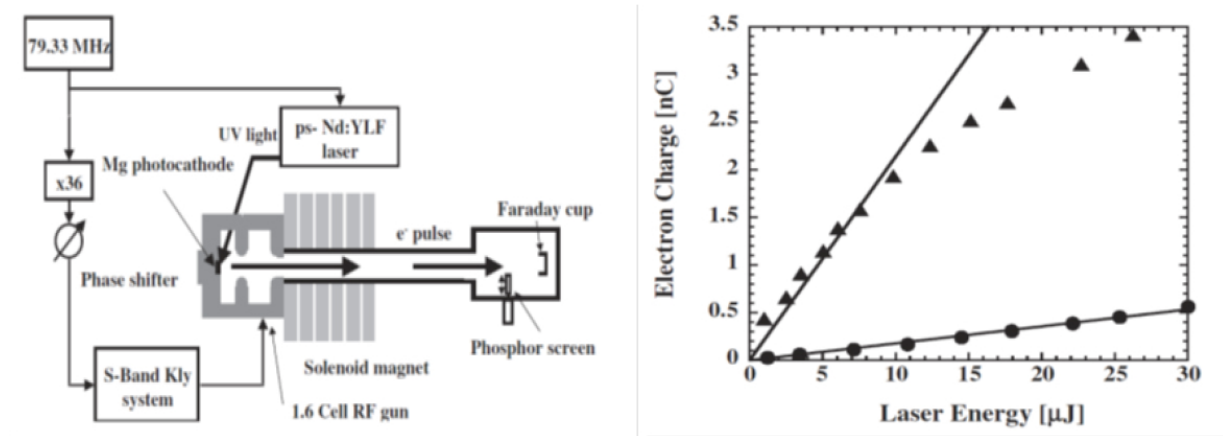 79.33 MHz
UV light
ps- Nd:YLF
laser
Mg photocathode
x36
Faraday cup
e- pulse
Phase shifter
Phosphor screen
Solenoid magnet
S-Band Kly
system
1.6 Cell RF gun
Electron Charge [nC]
3.5
3
2.5
2
1.5
1
0.5
0
0 5 10 15 20 25 30
Laser Energy [μJ]